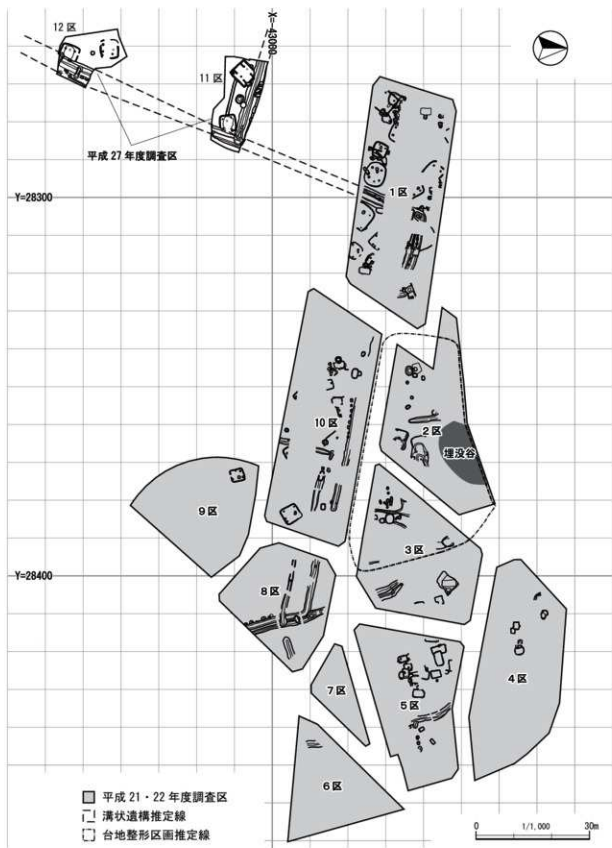 X=-43080
12区
11区
平成27年度調査区
Y=28300
1区
10区
2区
埋没谷
9区
3区
Y=28400
8区
4区
7区
5区
6区
平成21・22年度調査区
溝状遺構推定線
台地整形区画推定線
0 1/1,000 30m